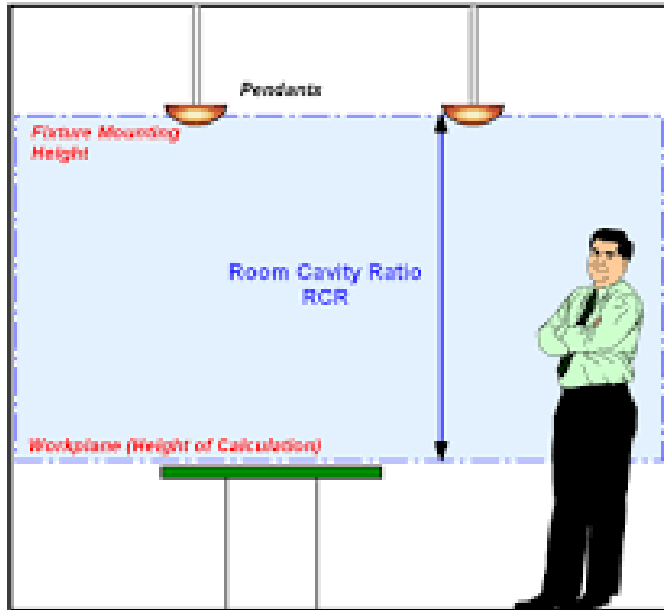 Pendants
Fixture Mounting
Height
Room Cavity Ratio
RCR
Workplane (Height of Calculation)